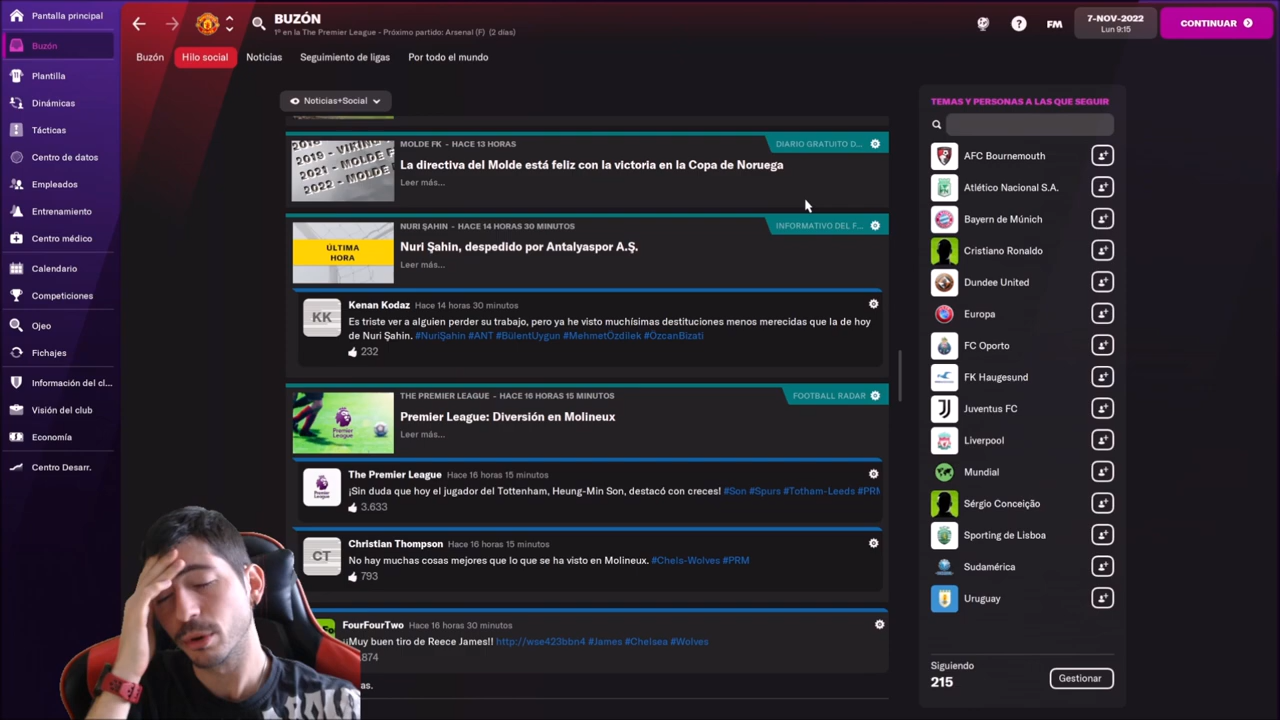 Pantalla principal
BUZÓN
1º en la The Premier League - Próximo partido: Arsenal (F) (2 días)
FM
7-NOV-2022
Lun 9:15
CONTINUAR
Buzón
Plantilla
Dinámicas
Tácticas
Centro de datos
Empleados
Entrenamiento
Centro médico
Calendario
Competiciones
Ojeo
Fichajes
Información del cl...
Visión del club
Economía
Centro Desarr.
Buzón
Hilo social
Noticias
Seguimiento de ligas
Por todo el mundo
Noticias+Social
MOLDE FK - HACE 13 HORAS
DIARIO GRATUITO D...
2019 - VIKING
2021 - MOLDE F
2022 - MOLDE
La directiva del Molde está feliz con la victoria en la Copa de Noruega
Leer más...
NURI ŞAHIN - HACE 14 HORAS 30 MINUTOS
INFORMATIVO DEL F...
ÚLTIMA
HORA
Nuri Şahin, despedido por Antalyaspor A.Ş.
Leer más...
KK
Kenan Kodaz Hace 14 horas 30 minutos
Es triste ver a alguien perder su trabajo, pero ya he visto muchísimas destituciones menos merecidas que la de hoy
de Nuri Şahin. #NuriŞahin #ANT #BülentUygun #MehmetÖzdilek #ÖzcanBizati
232
THE PREMIER LEAGUE - HACE 16 HORAS 15 MINUTOS
FOOTBALL RADAR
Premier League
Premier League: Diversión en Molineux
Leer más...
Premier League
The Premier League Hace 16 horas 15 minutos
¡Sin duda que hoy el jugador del Tottenham, Heung-Min Son, destacó con creces! #Son #Spurs #Totham-Leeds #PRM
3.633
CT
Christian Thompson Hace 16 horas 15 minutos
No hay muchas cosas mejores que lo que se ha visto en Molineux. #Chels-Wolves #PRM
793
FourFourTwo Hace 16 horas 30 minutos
¡¡Muy buen tiro de Reece James!! http://wse423bbn4 #James #Chelsea #Wolves
874
TEMAS Y PERSONAS A LAS QUE SEGUIR
AFC Bournemouth
Atlético Nacional S.A.
Bayern de Múnich
Cristiano Ronaldo
Dundee United
Europa
FC Oporto
FK Haugesund
Juventus FC
Liverpool
Mundial
Sérgio Conceição
Sporting de Lisboa
Sudamérica
Uruguay
Siguiendo
215
Gestionar